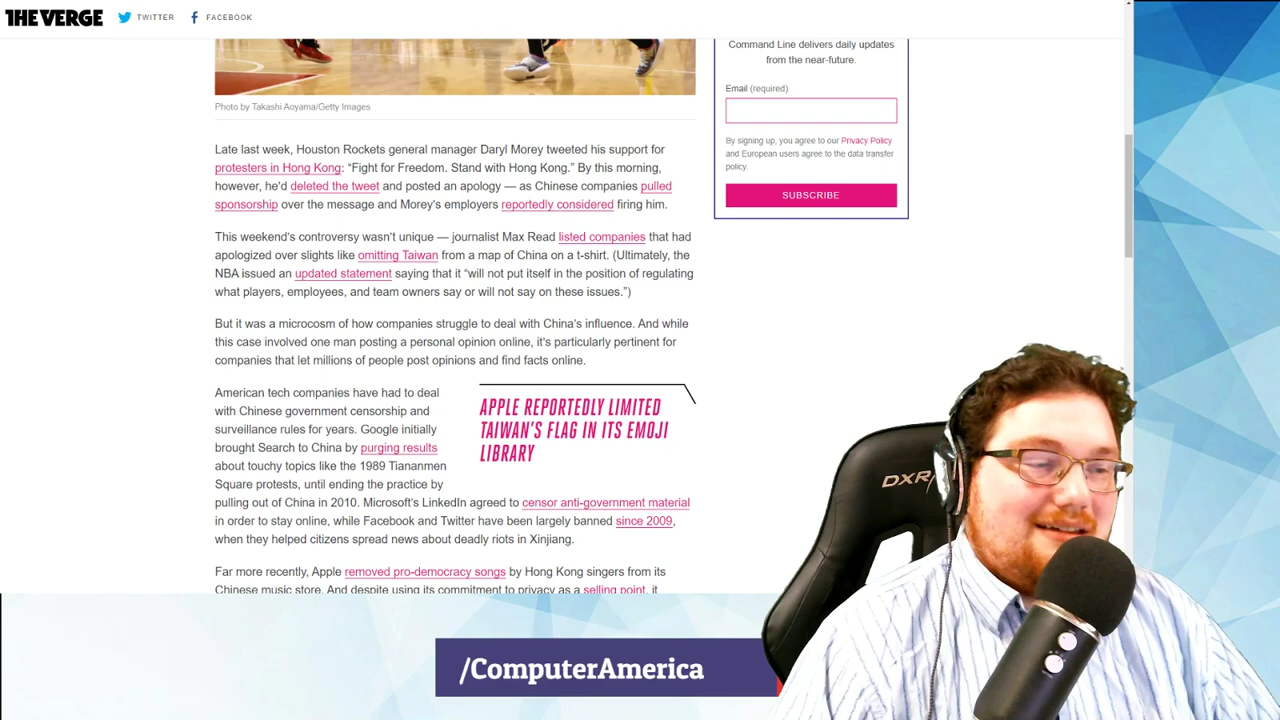 THE VERGE
TWITTER
FACEBOOK
Photo by Takashi Aoyama/Getty Images
Late last week, Houston Rockets general manager Daryl Morey tweeted his support for
protesters in Hong Kong: “Fight for Freedom. Stand with Hong Kong.” By this morning,
however, he’d deleted the tweet and posted an apology — as Chinese companies pulled
sponsorship over the message and Morey’s employers reportedly considered firing him.
This weekend’s controversy wasn’t unique — journalist Max Read listed companies that had
apologized over slights like omitting Taiwan from a map of China on a t-shirt. (Ultimately, the
NBA issued an updated statement saying that it “will not put itself in the position of regulating
what players, employees, and team owners say or will not say on these issues.”)
But it was a microcosm of how companies struggle to deal with China’s influence. And while
this case involved one man posting a personal opinion online, it’s particularly pertinent for
companies that let millions of people post opinions and find facts online.
American tech companies have had to deal
with Chinese government censorship and
surveillance rules for years. Google initially
brought Search to China by purging results
about touchy topics like the 1989 Tiananmen
Square protests, until ending the practice by
pulling out of China in 2010. Microsoft’s LinkedIn agreed to censor anti-government material
in order to stay online, while Facebook and Twitter have been largely banned since 2009,
when they helped citizens spread news about deadly riots in Xinjiang.
APPLE REPORTEDLY LIMITED
TAIWAN’S FLAG IN ITS EMOJI
LIBRARY
Far more recently, Apple removed pro-democracy songs by Hong Kong singers from its
Chinese music store. And despite using its commitment to privacy as a selling point, it
Command Line delivers daily updates
from the near-future.
Email (required)
By signing up, you agree to our Privacy Policy
and European users agree to the data transfer
policy.
SUBSCRIBE
DXR
/ComputerAmerica